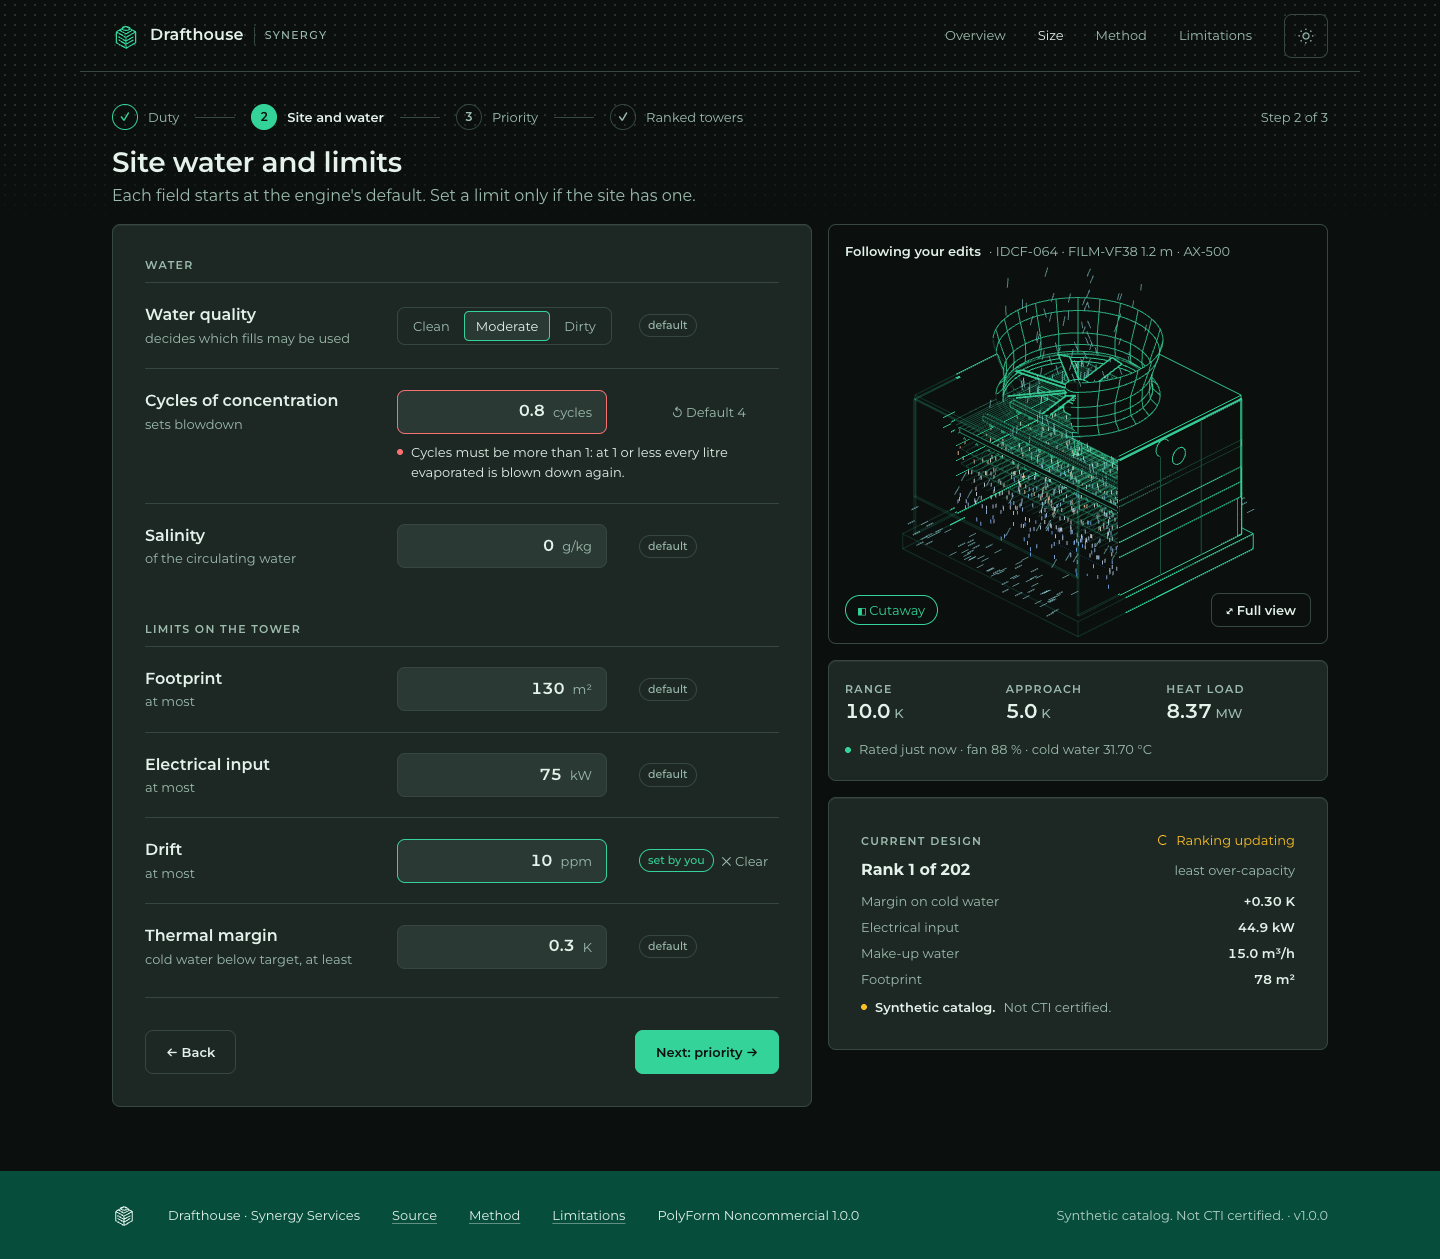 Drafthouse SYNERGY
Overview Size Method Limitations
Duty 2 Site and water 3 Priority Ranked towers Step 2 of 3
Site water and limits
Each field starts at the engine's default. Set a limit only if the site has one.
WATER
Water quality
decides which fills may be used
Clean Moderate Dirty default
Cycles of concentration
sets blowdown
0.8 cycles Default 4
Cycles must be more than 1: at 1 or less every litre
evaporated is blown down again.
Salinity
of the circulating water
0 g/kg default
LIMITS ON THE TOWER
Footprint
at most
130 m² default
Electrical input
at most
75 kW default
Drift
at most
10 ppm set by you × Clear
Thermal margin
cold water below target, at least
0.3 K default
← Back Next: priority →
Following your edits · IDCF-064 · FILM-VF38 1.2 m · AX-500
Cutaway Full view
RANGE APPROACH HEAT LOAD
10.0 K 5.0 K 8.37 MW
Rated just now · fan 88 % · cold water 31.70 °C
CURRENT DESIGN Ranking updating
Rank 1 of 202 least over-capacity
Margin on cold water +0.30 K
Electrical input 44.9 kW
Make-up water 15.0 m³/h
Footprint 78 m²
Synthetic catalog. Not CTI certified.
Drafthouse · Synergy Services Source Method Limitations PolyForm Noncommercial 1.0.0 Synthetic catalog. Not CTI certified. · v1.0.0